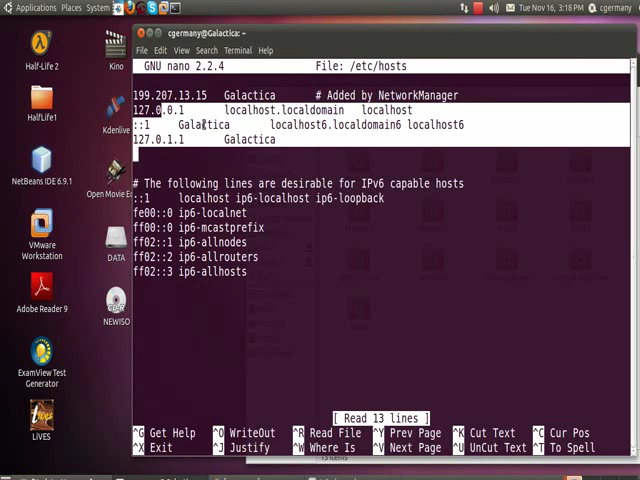 Applications Places System
Tue Nov 16, 3:18 PM cgermany
cgermany@Galactica: ~
File Edit View Search Terminal Help
GNU nano 2.2.4 File: /etc/hosts
199.207.13.15 Galactica # Added by NetworkManager
127.0.0.1 localhost.localdomain localhost
::1 Galactica localhost6.localdomain6 localhost6
127.0.1.1 Galactica
# The following lines are desirable for IPv6 capable hosts
::1 localhost ip6-localhost ip6-loopback
fe00::0 ip6-localnet
ff00::0 ip6-mcastprefix
ff02::1 ip6-allnodes
ff02::2 ip6-allrouters
ff02::3 ip6-allhosts
[ Read 13 lines ]
^G Get Help ^O WriteOut ^R Read File ^Y Prev Page ^K Cut Text ^C Cur Pos
^X Exit ^J Justify ^W Where Is ^V Next Page ^U UnCut Text ^T To Spell
13 items
Half-Life 2
Kino
HalfLife1
Kdenlive
NetBeans IDE 6.9.1
Open Movie E
VMware
Workstation
DATA
Adobe Reader 9
CD-R
NEWISO
ExamView Test
Generator
LiVES